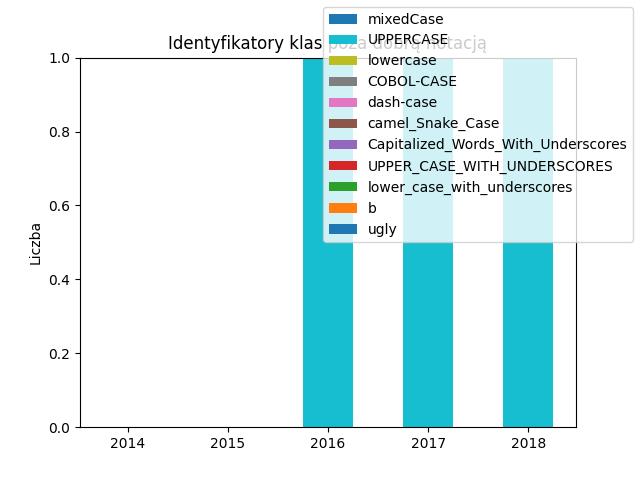 Identyfikatory klas poza dobrą notacją
mixedCase
UPPERCASE
lowercase
COBOL-CASE
dash-case
camel_Snake_Case
Capitalized_Words_With_Underscores
UPPER_CASE_WITH_UNDERSCORES
lower_case_with_underscores
b
ugly
Liczba
1.0
0.8
0.6
0.4
0.2
0.0
2014 2015 2016 2017 2018